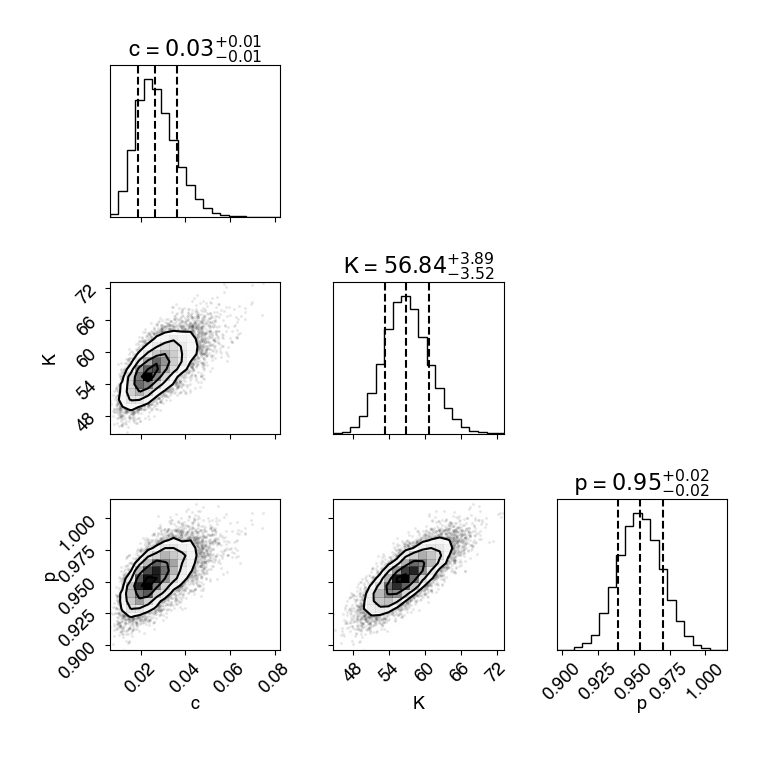 c = 0.03+0.01−0.01
K = 56.84+3.89−3.52
72
66
60
54
48
K
p = 0.95+0.02−0.02
1.000
0.975
0.950
0.925
0.900
p
0.02 0.04 0.06 0.08
c
48 54 60 66 72
K
0.900 0.925 0.950 0.975 1.000
p